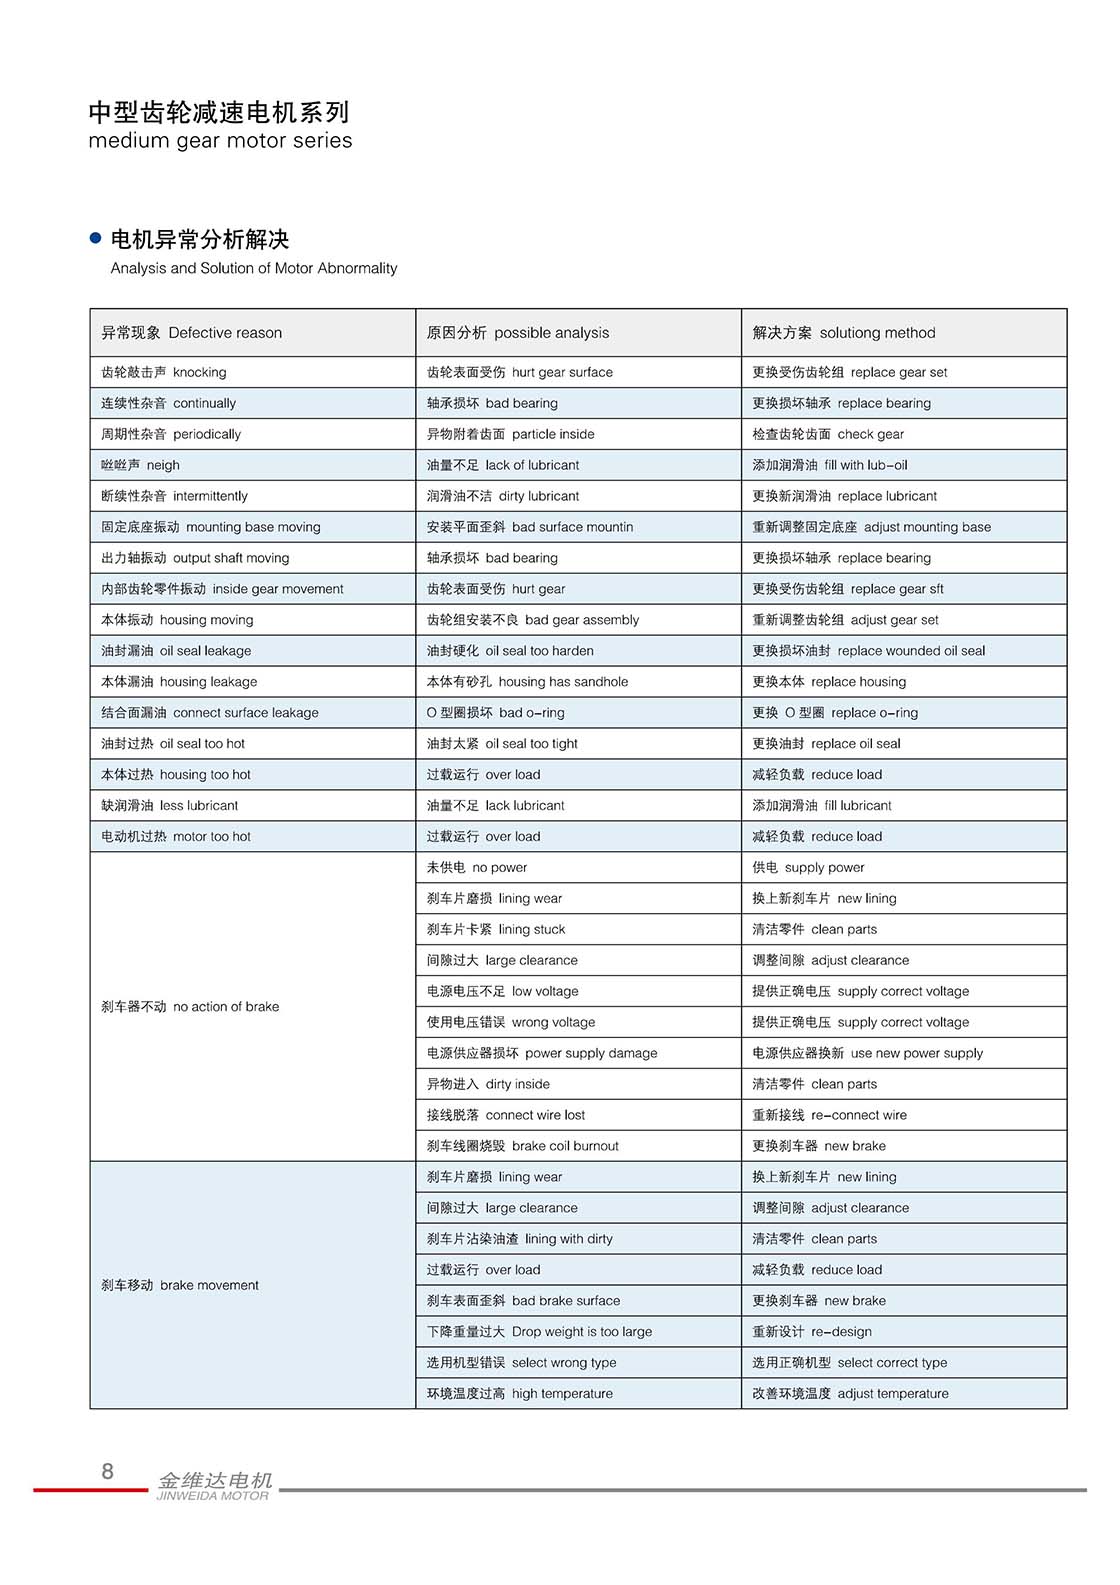 中型齿轮减速电机系列
medium gear motor series
电机异常分析解决
Analysis and Solution of Motor Abnormality
异常现象 Defective reason 原因分析 possible analysis 解决方案 solutiong method
齿轮敲击声 knocking 齿轮表面受伤 hurt gear surface 更换受伤齿轮组 replace gear set
连续性杂音 continually 轴承损坏 bad bearing 更换损坏轴承 replace bearing
周期性杂音 periodically 异物附着齿面 particle inside 检查齿轮齿面 check gear
咝咝声 neigh 油量不足 lack of lubricant 添加润滑油 fill with lub-oil
断续性杂音 intermittently 润滑油不洁 dirty lubricant 更换新润滑油 replace lubricant
固定底座振动 mounting base moving 安装平面歪斜 bad surface mountin 重新调整固定底座 adjust mounting base
出力轴振动 output shaft moving 轴承损坏 bad bearing 更换损坏轴承 replace bearing
内部齿轮零件振动 inside gear movement 齿轮表面受伤 hurt gear 更换受伤齿轮组 replace gear sft
本体振动 housing moving 齿轮组安装不良 bad gear assembly 重新调整齿轮组 adjust gear set
油封漏油 oil seal leakage 油封硬化 oil seal too harden 更换损坏油封 replace wounded oil seal
本体漏油 housing leakage 本体有砂孔 housing has sandhole 更换本体 replace housing
结合面漏油 connect surface leakage O 型圈损坏 bad o-ring 更换 O 型圈 replace o-ring
油封过热 oil seal too hot 油封太紧 oil seal too tight 更换油封 replace oil seal
本体过热 housing too hot 过载运行 over load 减轻负载 reduce load
缺润滑油 less lubricant 油量不足 lack lubricant 添加润滑油 fill lubricant
电动机过热 motor too hot 过载运行 over load 减轻负载 reduce load
刹车器不动 no action of brake
未供电 no power 供电 supply power
刹车片磨损 lining wear 换上新刹车片 new lining
刹车片卡紧 lining stuck 清洁零件 clean parts
间隙过大 large clearance 调整间隙 adjust clearance
电源电压不足 low voltage 提供正确电压 supply correct voltage
使用电压错误 wrong voltage 提供正确电压 supply correct voltage
电源供应器损坏 power supply damage 电源供应器换新 use new power supply
异物进入 dirty inside 清洁零件 clean parts
接线脱落 connect wire lost 重新接线 re-connect wire
刹车线圈烧毁 brake coil burnout 更换刹车器 new brake
刹车移动 brake movement
刹车片磨损 lining wear 换上新刹车片 new lining
间隙过大 large clearance 调整间隙 adjust clearance
刹车片沾染油渣 lining with dirty 清洁零件 clean parts
过载运行 over load 减轻负载 reduce load
刹车表面歪斜 bad brake surface 更换刹车器 new brake
下降重量过大 Drop weight is too large 重新设计 re-design
选用机型错误 select wrong type 选用正确机型 select correct type
环境温度过高 high temperature 改善环境温度 adjust temperature
8
金维达电机
JINWEIDA MOTOR